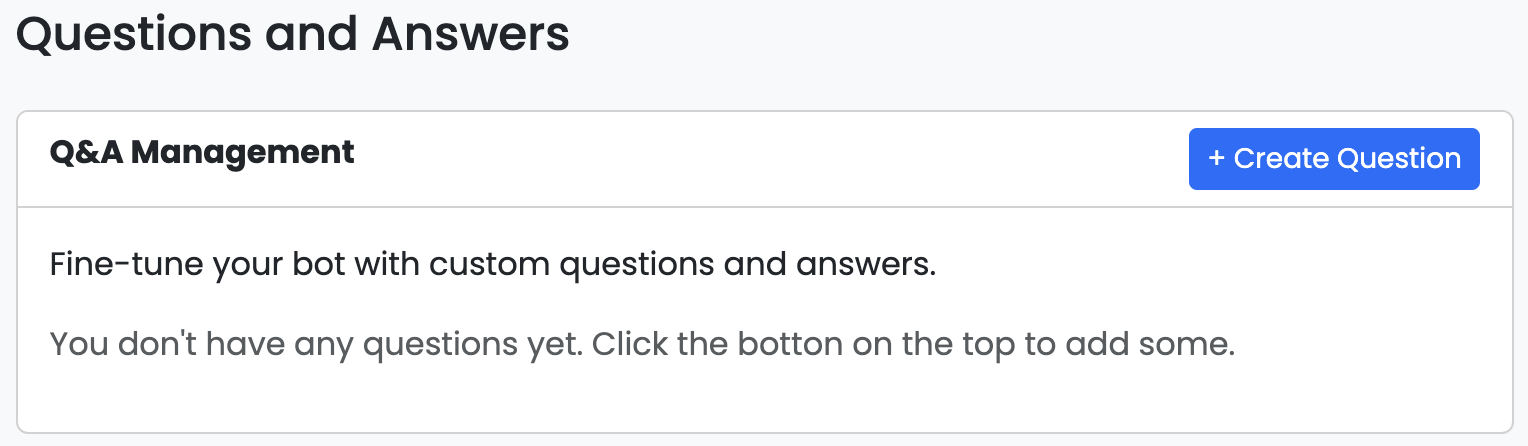 Questions and Answers
Q&A Management
+ Create Question
Fine-tune your bot with custom questions and answers.
You don't have any questions yet. Click the botton on the top to add some.